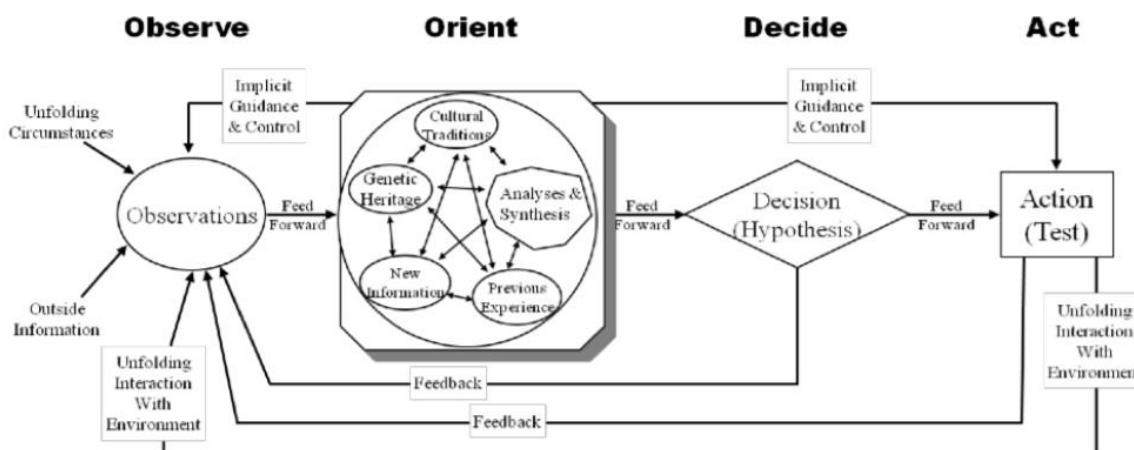 Observe
Orient
Decide
Act
Implicit
Guidance
& Control
Implicit
Guidance
& Control
Unfolding
Circumstances
Cultural
Traditions
Genetic
Heritage
Analyses &
Synthesis
New
Information
Previous
Experience
Observations
Feed
Forward
Feed
Forward
Decision
(Hypothesis)
Feed
Forward
Action
(Test)
Outside
Information
Unfolding
Interaction
With
Environment
Feedback
Feedback
Unfolding
Interaction
With
Environment